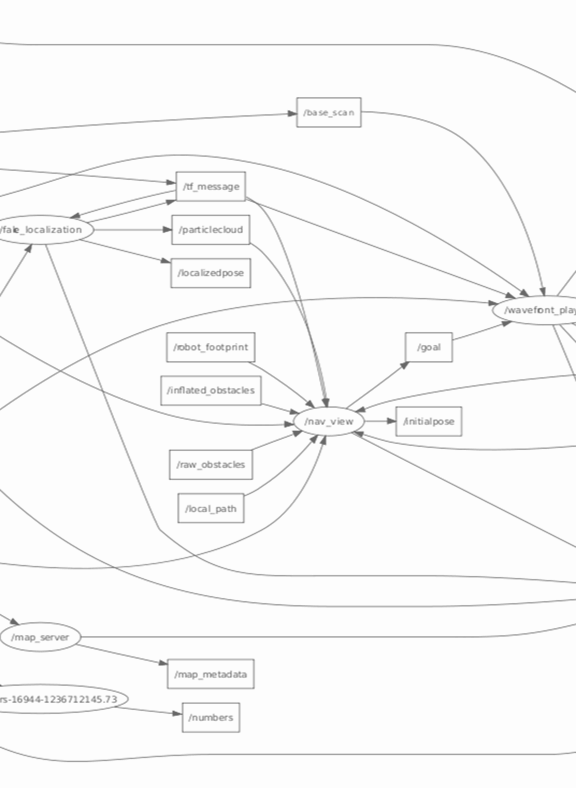 /base_scan
/tf_message
/fake_localization
/particlecloud
/localizedpose
/wavefront_play
/robot_footprint
/goal
/inflated_obstacles
/nav_view
/initialpose
/raw_obstacles
/local_path
/map_server
/map_metadata
rs-16944-1236712145.73
/numbers